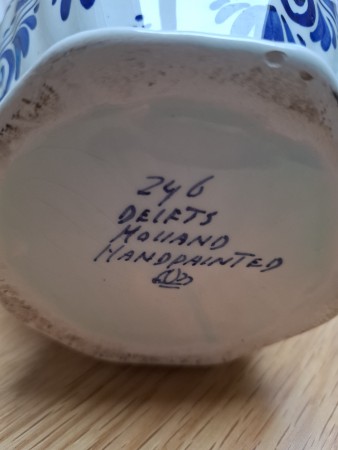 246
DELFTS
HOLLAND
HANDPAINTED